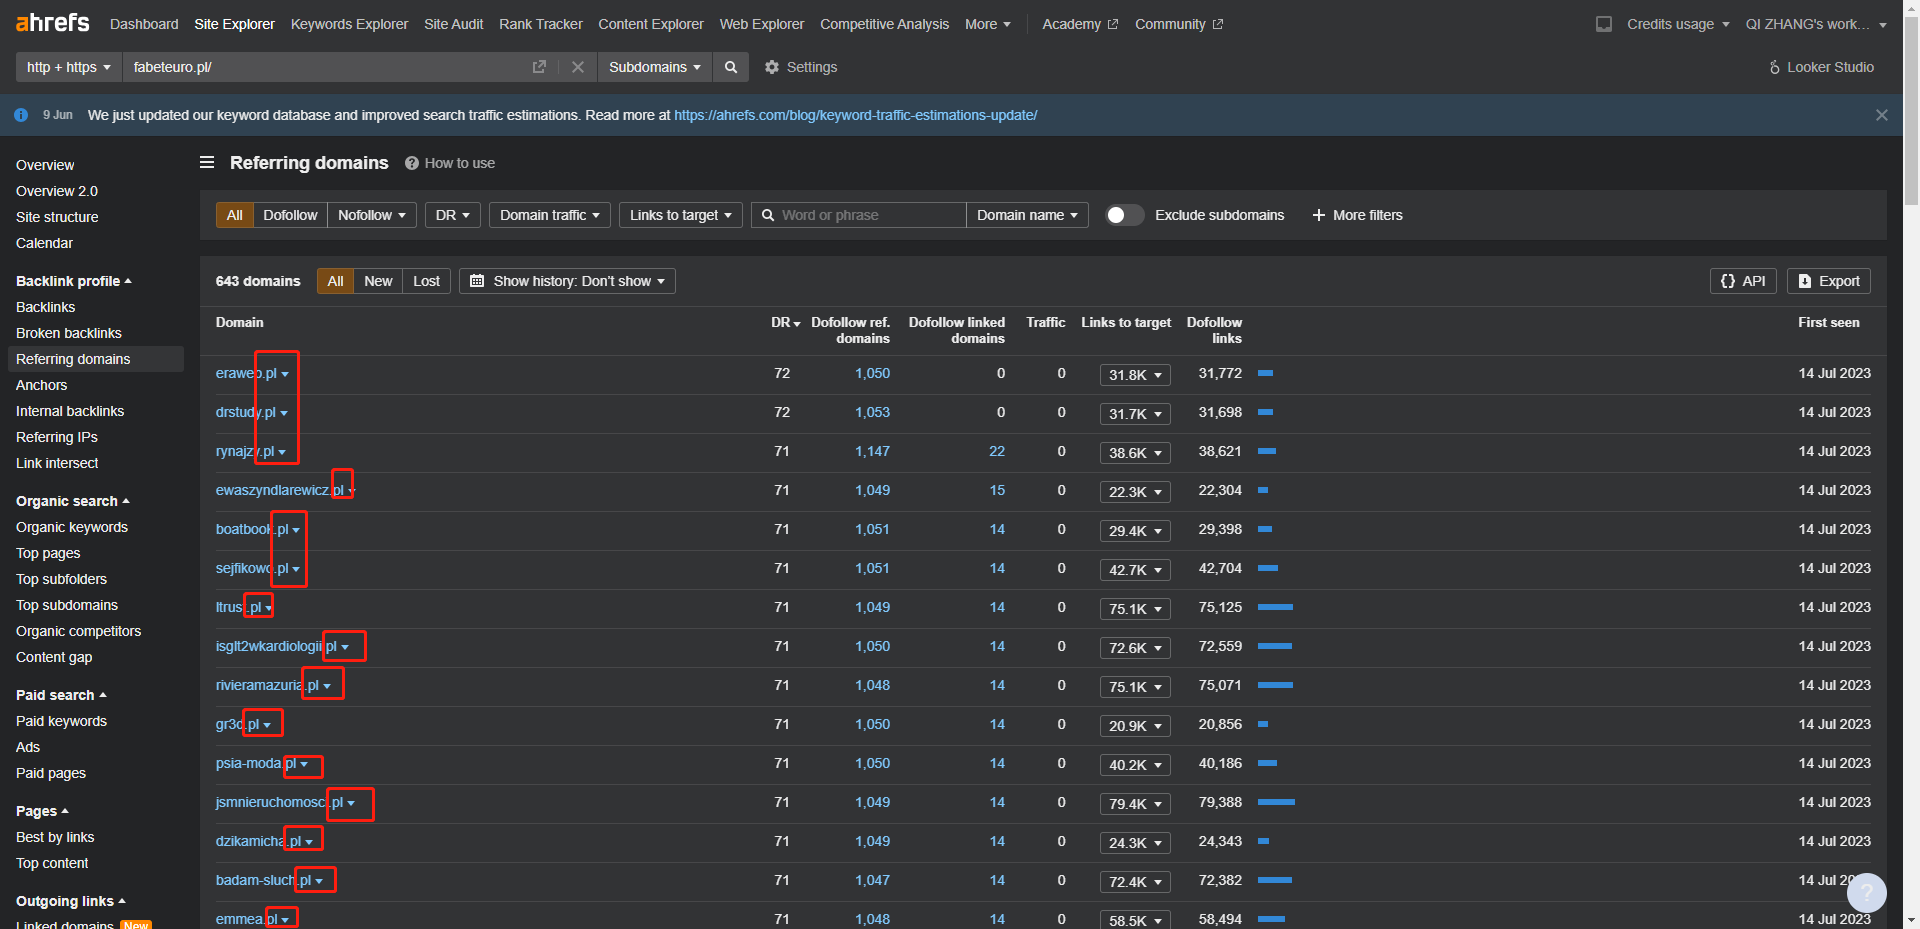 ahrefs Dashboard Site Explorer Keywords Explorer Site Audit Rank Tracker Content Explorer Web Explorer Competitive Analysis More Academy Community Credits usage QI ZHANG's work...
http + https fabeteuro.pl/ Subdomains Settings Looker Studio
9 Jun We just updated our keyword database and improved search traffic estimations. Read more at https://ahrefs.com/blog/keyword-traffic-estimations-update/
Overview
Overview 2.0
Site structure
Calendar
Backlink profile
Backlinks
Broken backlinks
Referring domains
Anchors
Internal backlinks
Referring IPs
Link intersect
Organic search
Organic keywords
Top pages
Top subfolders
Top subdomains
Organic competitors
Content gap
Paid search
Paid keywords
Ads
Paid pages
Pages
Best by links
Top content
Outgoing links
Linked domains New
Referring domains ? How to use
All Dofollow Nofollow DR Domain traffic Links to target Word or phrase Domain name Exclude subdomains + More filters
643 domains All New Lost Show history: Don't show {} API Export
Domain DR Dofollow ref. domains Dofollow linked domains Traffic Links to target Dofollow links First seen
eraweb.pl 72 1,050 0 0 31.8K 31,772 14 Jul 2023
drstudy.pl 72 1,053 0 0 31.7K 31,698 14 Jul 2023
rynajzy.pl 71 1,147 22 0 38.6K 38,621 14 Jul 2023
ewaszyndlarewicz.pl 71 1,049 15 0 22.3K 22,304 14 Jul 2023
boatbook.pl 71 1,051 14 0 29.4K 29,398 14 Jul 2023
sejfikowo.pl 71 1,051 14 0 42.7K 42,704 14 Jul 2023
ltrust.pl 71 1,049 14 0 75.1K 75,125 14 Jul 2023
isglt2wkardiologii.pl 71 1,050 14 0 72.6K 72,559 14 Jul 2023
rivieramazuria.pl 71 1,048 14 0 75.1K 75,071 14 Jul 2023
gr3d.pl 71 1,050 14 0 20.9K 20,856 14 Jul 2023
psia-moda.pl 71 1,050 14 0 40.2K 40,186 14 Jul 2023
jsmnieruchomosci.pl 71 1,049 14 0 79.4K 79,388 14 Jul 2023
dzikamicha.pl 71 1,049 14 0 24.3K 24,343 14 Jul 2023
badam-sluch.pl 71 1,047 14 0 72.4K 72,382 14 Jul 2023
emmea.pl 71 1,048 14 0 58.5K 58,494 14 Jul 2023
?